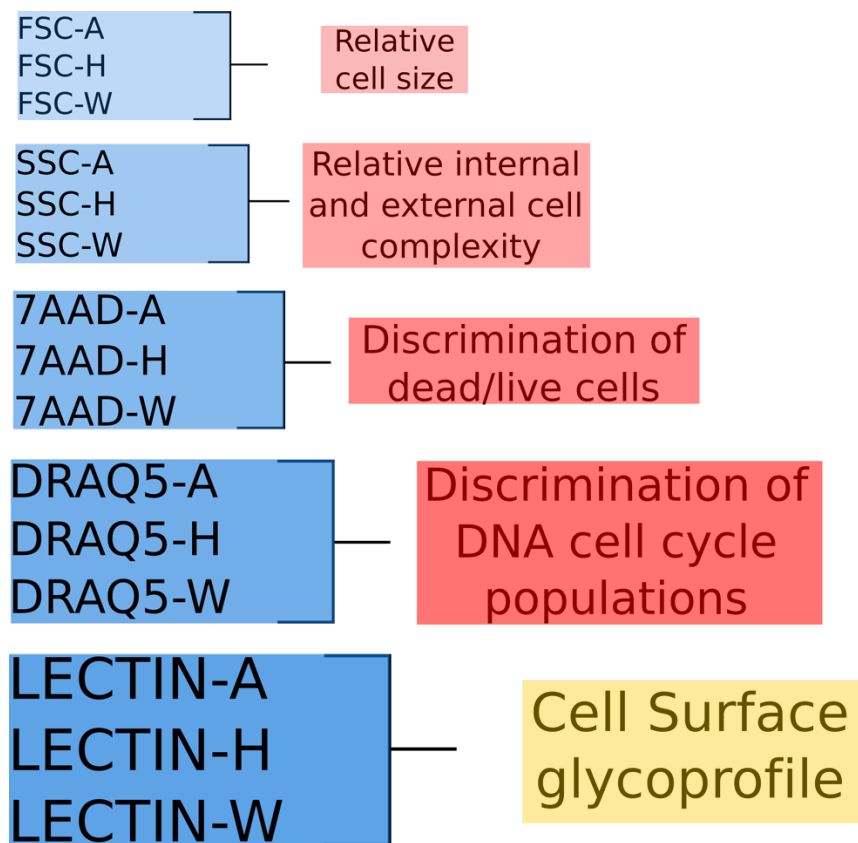 FSC-A
FSC-H
FSC-W
Relative
cell size
SSC-A
SSC-H
SSC-W
Relative internal
and external cell
complexity
7AAD-A
7AAD-H
7AAD-W
Discrimination of
dead/live cells
DRAQ5-A
DRAQ5-H
DRAQ5-W
Discrimination of
DNA cell cycle
populations
LECTIN-A
LECTIN-H
LECTIN-W
Cell Surface
glycoprofile